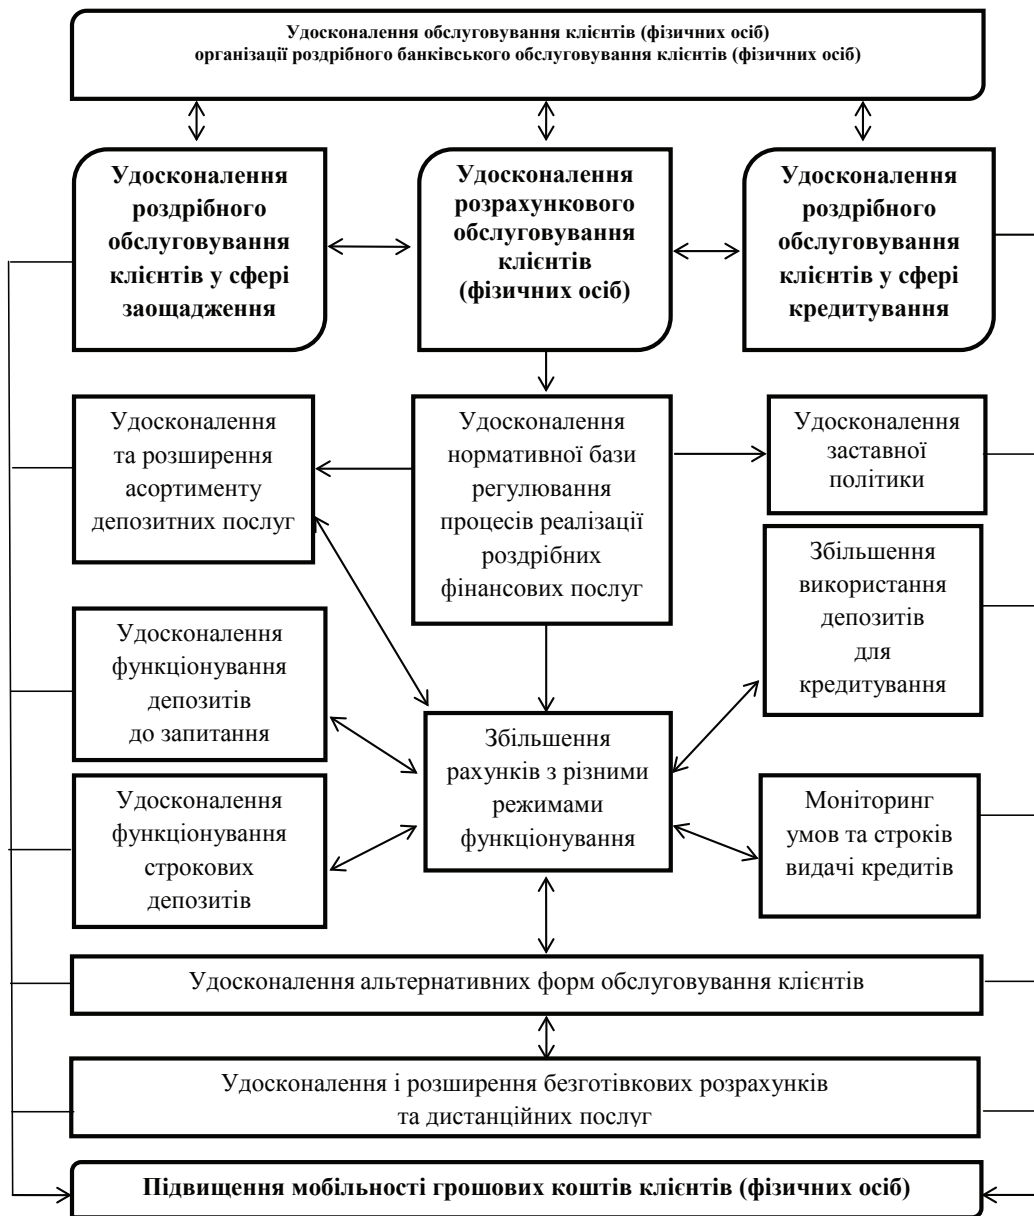 Удосконалення обслуговування клієнтів (фізичних осіб)
організації роздрібного банківського обслуговування клієнтів (фізичних осіб)
Удосконалення
роздрібного
обслуговування
клієнтів у сфері
заощадження
Удосконалення
розрахункового
обслуговування
клієнтів
(фізичних осіб)
Удосконалення
роздрібного
обслуговування
клієнтів у сфері
кредитування
Удосконалення
та розширення
асортименту
депозитних послуг
Удосконалення
нормативної бази
регулювання
процесів реалізації
роздрібних
фінансових послуг
Удосконалення
заставної
політики
Збільшення
використання
депозитів
для
кредитування
Удосконалення
функціонування
депозитів
до запитання
Збільшення
рахунків з різними
режимами
функціонування
Удосконалення
функціонування
строкових
депозитів
Моніторинг
умов та строків
видачі кредитів
Удосконалення альтернативних форм обслуговування клієнтів
Удосконалення і розширення безготівкових розрахунків
та дистанційних послуг
Підвищення мобільності грошових коштів клієнтів (фізичних осіб)